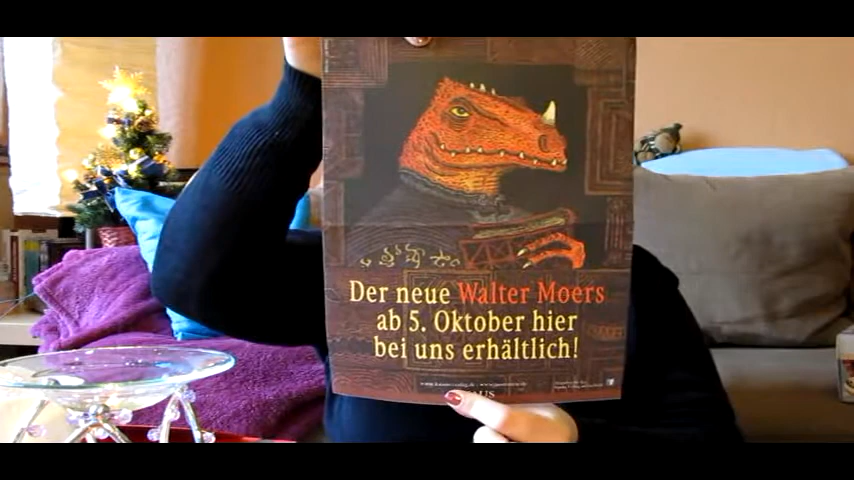 Der neue Walter Moers
ab 5. Oktober hier
bei uns erhältlich!